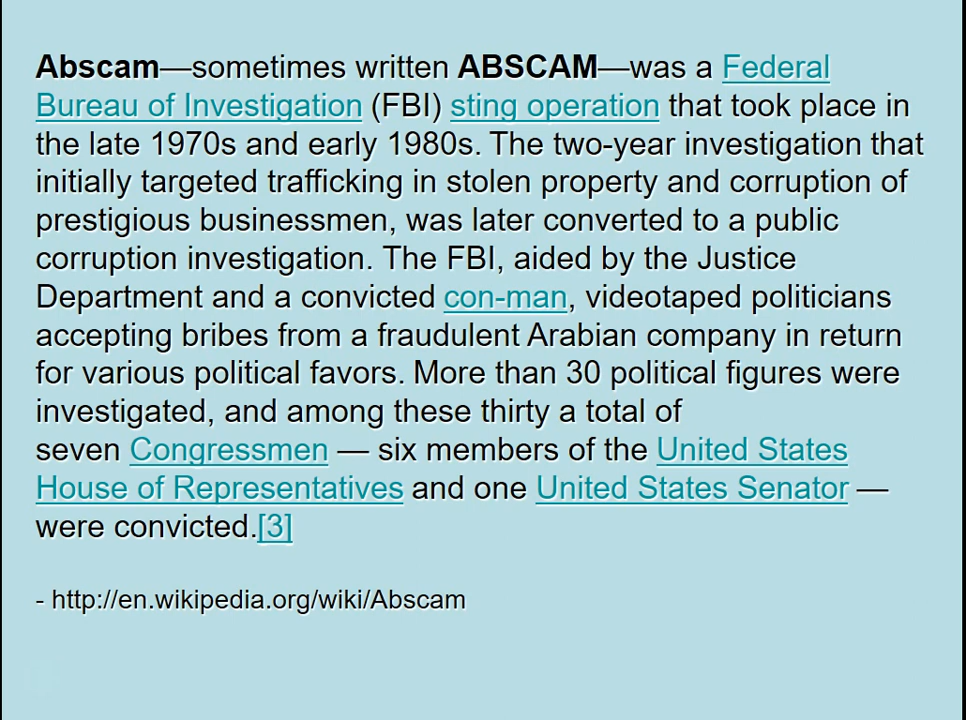 Abscam—sometimes written ABSCAM—was a Federal
Bureau of Investigation (FBI) sting operation that took place in
the late 1970s and early 1980s. The two-year investigation that
initially targeted trafficking in stolen property and corruption of
prestigious businessmen, was later converted to a public
corruption investigation. The FBI, aided by the Justice
Department and a convicted con-man, videotaped politicians
accepting bribes from a fraudulent Arabian company in return
for various political favors. More than 30 political figures were
investigated, and among these thirty a total of
seven Congressmen — six members of the United States
House of Representatives and one United States Senator —
were convicted.[3]
- http://en.wikipedia.org/wiki/Abscam